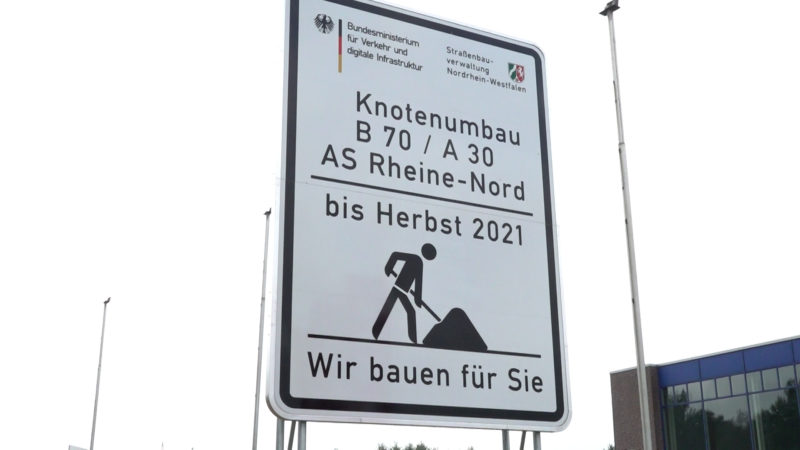 Bundesministerium
für Verkehr und
digitale Infrastruktur
Straßenbau-
verwaltung
Nordrhein-Westfalen
Knotenumbau
B 70 / A 30
AS Rheine-Nord
bis Herbst 2021
Wir bauen für Sie